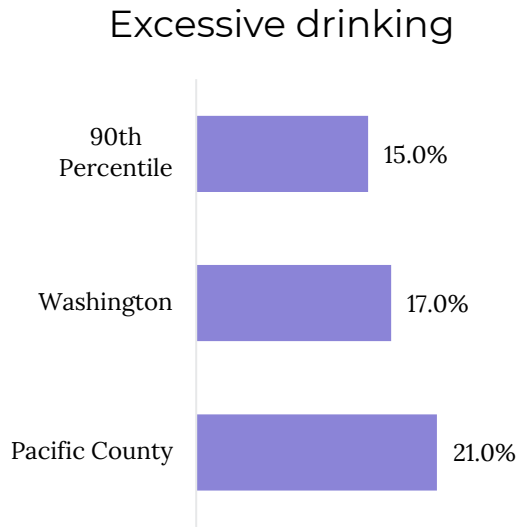 Excessive drinking
90th
Percentile
15.0%
Washington
17.0%
Pacific County
21.0%